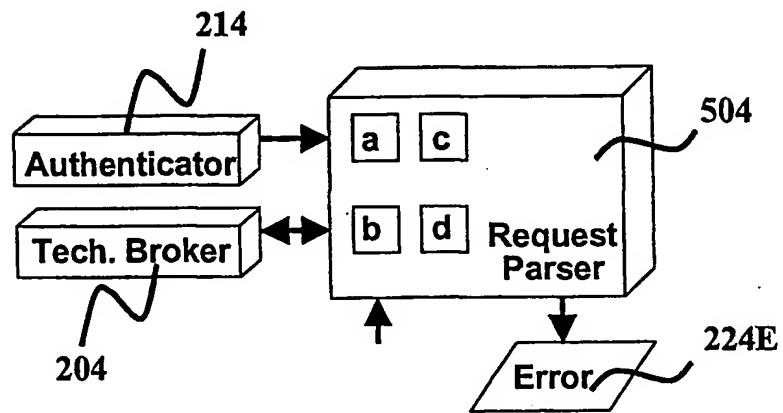 214
504
a c
Authenticator
b d
Request
Parser
Tech. Broker
204
224E
Error